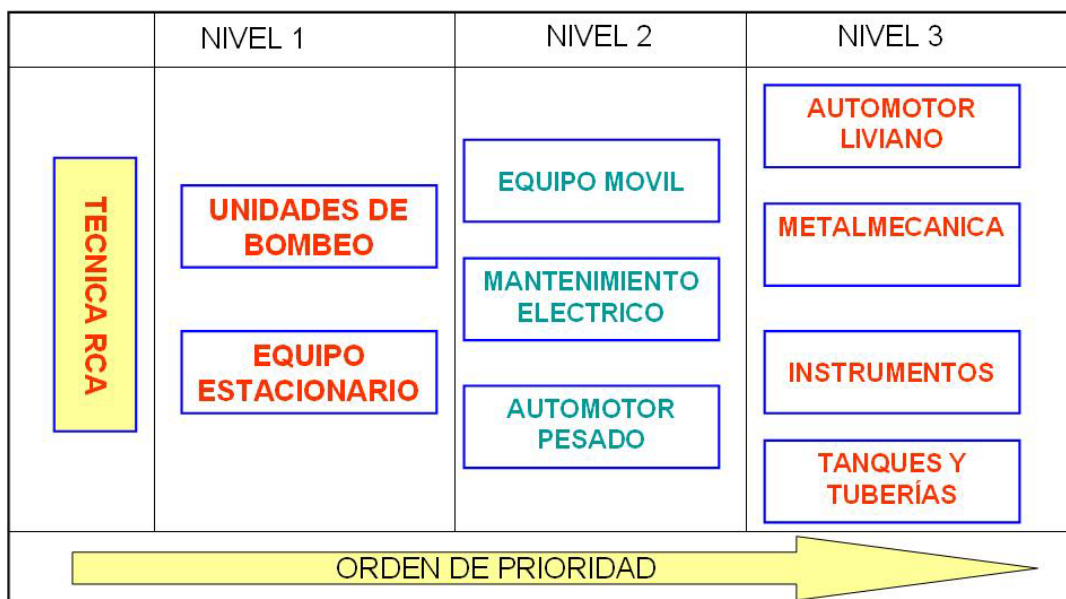 NIVEL 1
NIVEL 2
NIVEL 3
TECNICA RCA
UNIDADES DE
BOMBEO
EQUIPO
ESTACIONARIO
EQUIPO MOVIL
MANTENIMIENTO
ELECTRICO
AUTOMOTOR
PESADO
AUTOMOTOR
LIVIANO
METALMECANICA
INSTRUMENTOS
TANQUES Y
TUBERÍAS
ORDEN DE PRIORIDAD